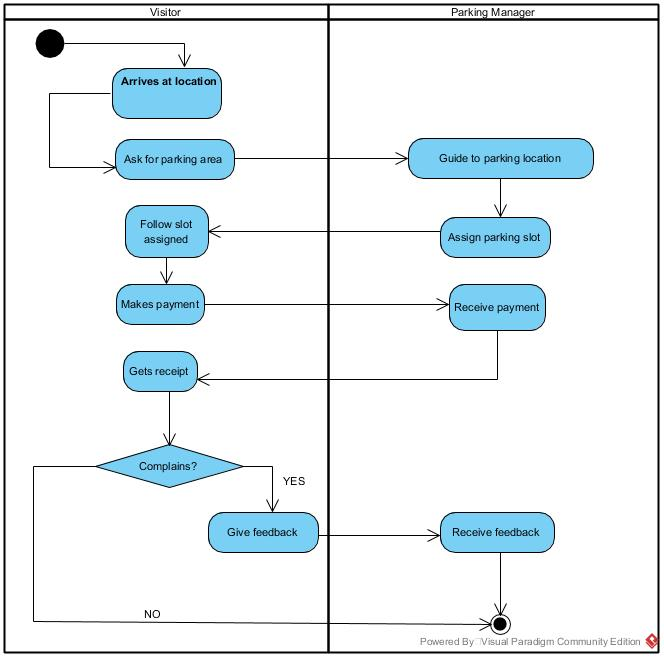 Visitor
Parking Manager
Arrives at location
Ask for parking area
Guide to parking location
Follow slot
assigned
Assign parking slot
Makes payment
Receive payment
Gets receipt
Complains?
YES
Give feedback
Receive feedback
NO
Powered By Visual Paradigm Community Edition